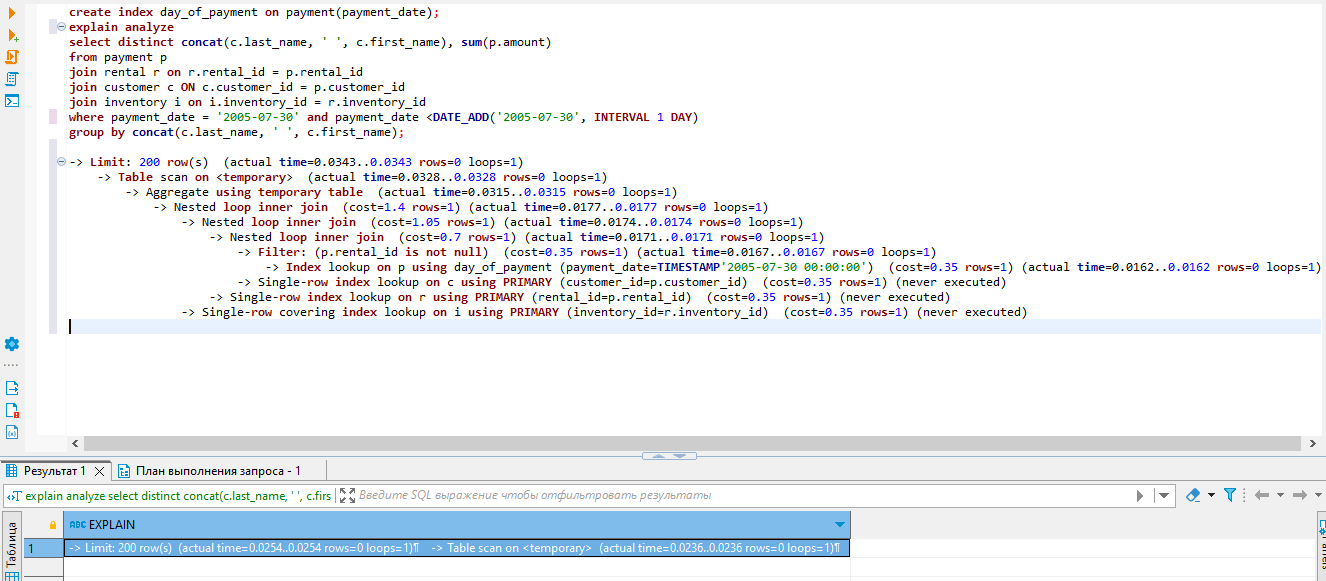 create index day_of_payment on payment(payment_date);
explain analyze
select distinct concat(c.last_name, ' ', c.first_name), sum(p.amount)
from payment p
join rental r on r.rental_id = p.rental_id
join customer c ON c.customer_id = p.customer_id
join inventory i on i.inventory_id = r.inventory_id
where payment_date = '2005-07-30' and payment_date <DATE_ADD('2005-07-30', INTERVAL 1 DAY)
group by concat(c.last_name, ' ', c.first_name);
-> Limit: 200 row(s)  (actual time=0.0343..0.0343 rows=0 loops=1)
-> Table scan on <temporary>  (actual time=0.0328..0.0328 rows=0 loops=1)
-> Aggregate using temporary table  (actual time=0.0315..0.0315 rows=0 loops=1)
-> Nested loop inner join  (cost=1.4 rows=1) (actual time=0.0177..0.0177 rows=0 loops=1)
-> Nested loop inner join  (cost=1.05 rows=1) (actual time=0.0174..0.0174 rows=0 loops=1)
-> Nested loop inner join  (cost=0.7 rows=1) (actual time=0.0171..0.0171 rows=0 loops=1)
-> Filter: (p.rental_id is not null)  (cost=0.35 rows=1) (actual time=0.0167..0.0167 rows=0 loops=1)
-> Index lookup on p using day_of_payment (payment_date=TIMESTAMP'2005-07-30 00:00:00')  (cost=0.35 rows=1) (actual time=0.0162..0.0162 rows=0 loops=1)
-> Single-row index lookup on c using PRIMARY (customer_id=p.customer_id)  (cost=0.35 rows=1) (never executed)
-> Single-row index lookup on r using PRIMARY (rental_id=p.rental_id)  (cost=0.35 rows=1) (never executed)
-> Single-row covering index lookup on i using PRIMARY (inventory_id=r.inventory_id)  (cost=0.35 rows=1) (never executed)
Результат 1
План выполнения запроса - 1
explain analyze select distinct concat(c.last_name, ' ', c.firs
Введите SQL выражение чтобы отфильтровать результаты
Таблица
ABC EXPLAIN
1
-> Limit: 200 row(s)  (actual time=0.0254..0.0254 rows=0 loops=1)¶    -> Table scan on <temporary>  (actual time=0.0236..0.0236 rows=0 loops=1)¶